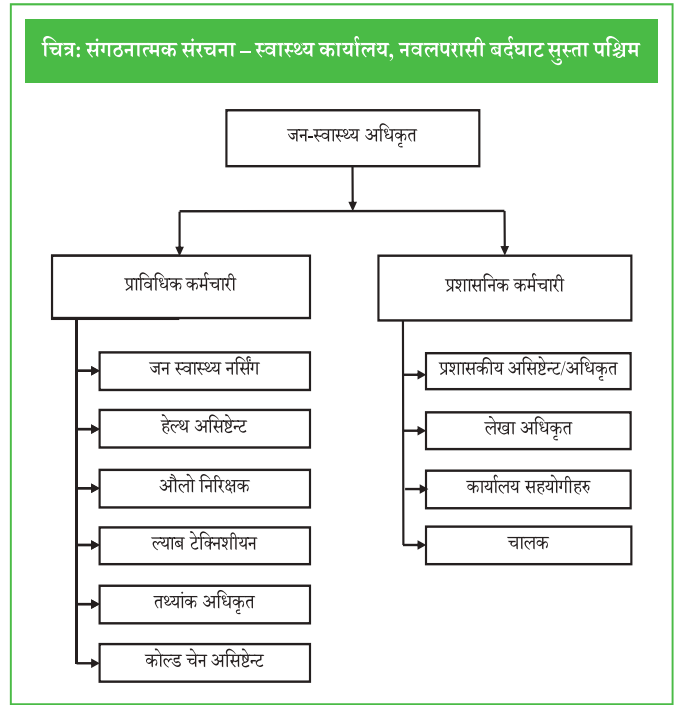 चित्र: संगठनात्मक संरचना – स्वास्थ्य कार्यालय, नवलपरासी बर्दघाट सुस्ता पश्चिम
जन-स्वास्थ्य अधिकृत
प्राविधिक कर्मचारी
जन स्वास्थ्य नर्सिंग
हेल्थ असिष्टेन्ट
औलो निरिक्षक
ल्याब टेक्निशीयन
तथ्यांक अधिकृत
कोल्ड चेन असिष्टेन्ट
प्रशासनिक कर्मचारी
प्रशासकीय असिष्टेन्ट/अधिकृत
लेखा अधिकृत
कार्यालय सहयोगीहरु
चालक